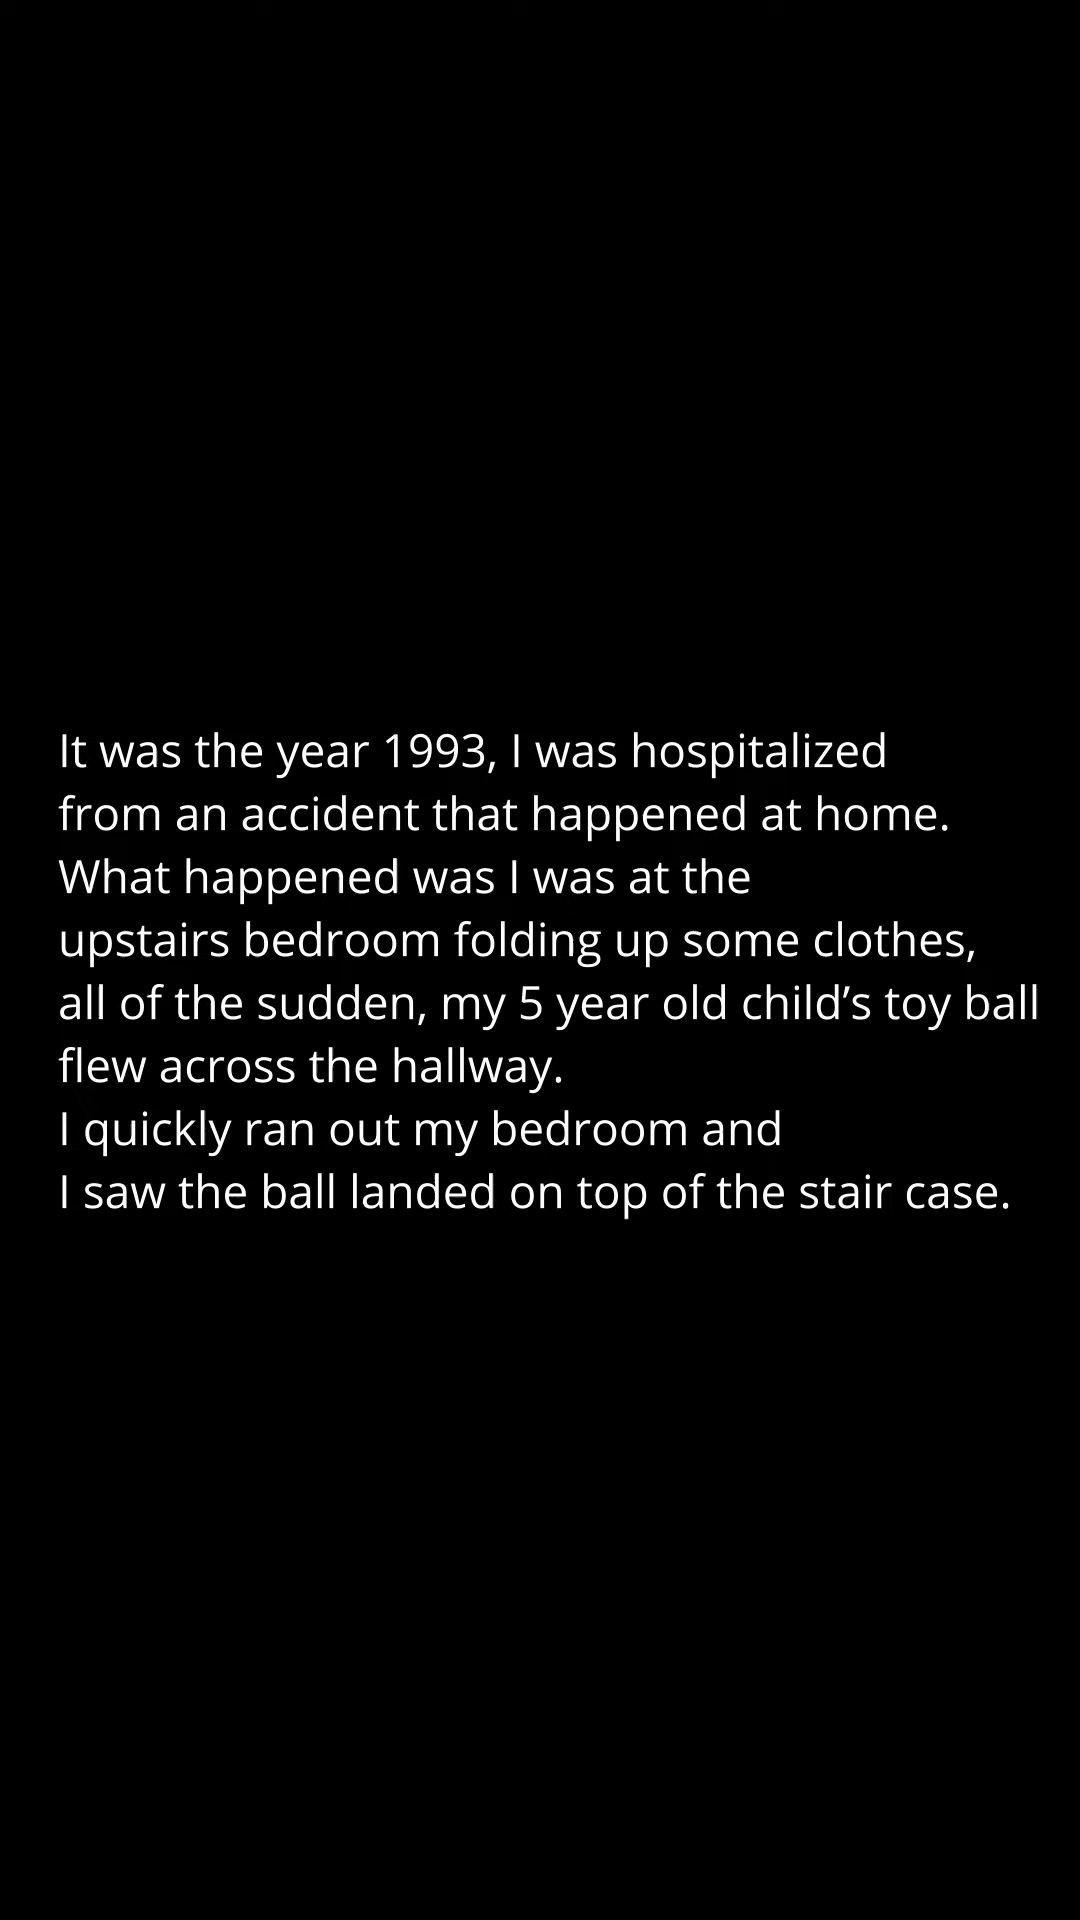 It was the year 1993, I was hospitalized
from an accident that happened at home.
What happened was I was at the
upstairs bedroom folding up some clothes,
all of the sudden, my 5 year old child’s toy ball
flew across the hallway.
I quickly ran out my bedroom and
I saw the ball landed on top of the stair case.